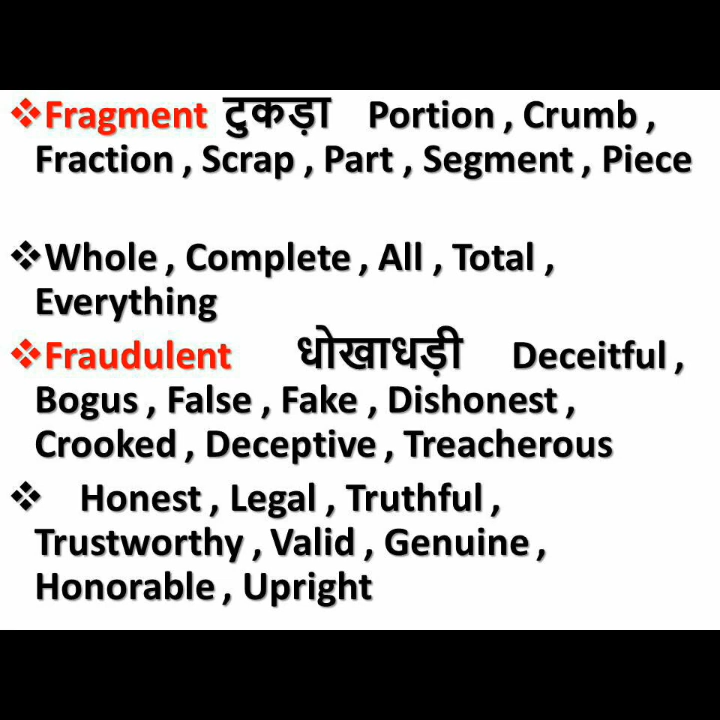 ❖Fragment टुकड़ा Portion , Crumb ,
Fraction , Scrap , Part , Segment , Piece
❖Whole , Complete , All , Total ,
Everything
❖Fraudulent धोखाधड़ी Deceitful ,
Bogus , False , Fake , Dishonest ,
Crooked , Deceptive , Treacherous
❖ Honest , Legal , Truthful ,
Trustworthy , Valid , Genuine ,
Honorable , Upright